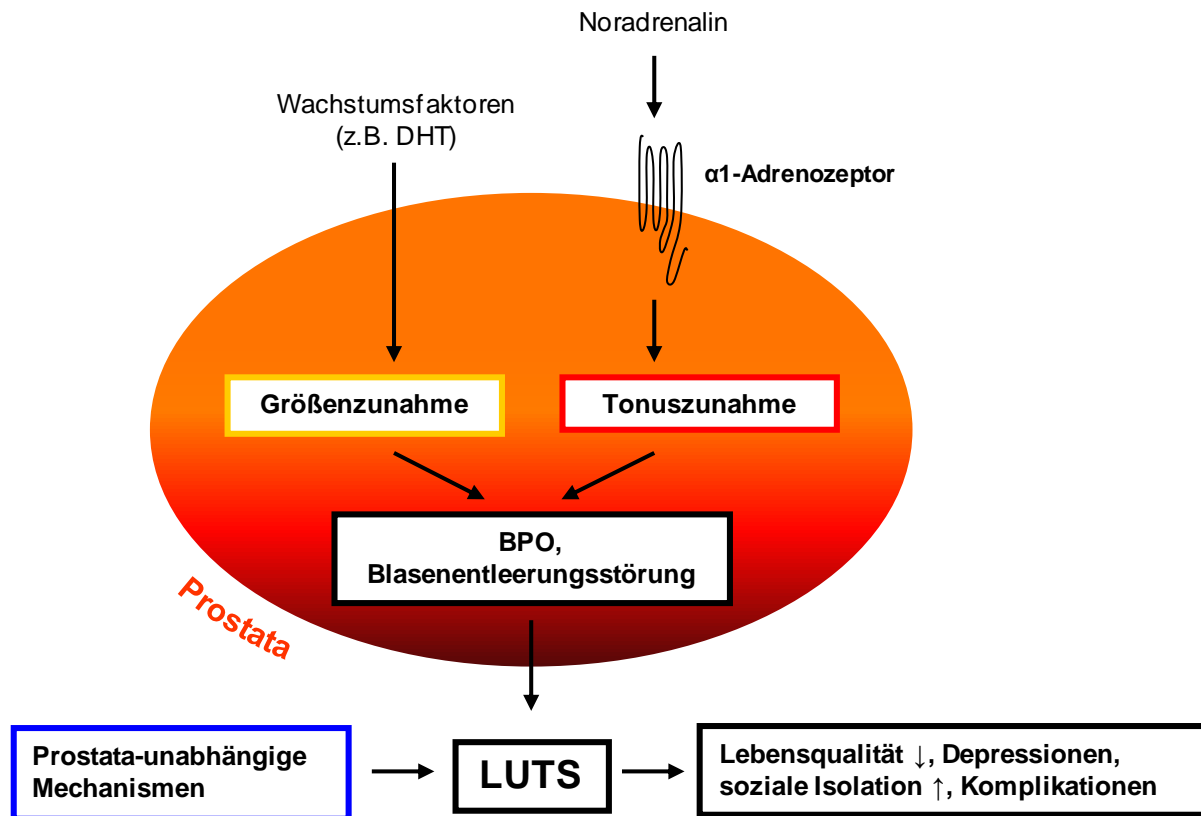 Noradrenalin
Wachstumsfaktoren
(z.B. DHT)
α1-Adrenozeptor
Größenzunahme
Tonuszunahme
BPO,
Blasenentleerungsstörung
Prostata
Prostata-unabhängige
Mechanismen
LUTS
Lebensqualität ↓, Depressionen,
soziale Isolation ↑, Komplikationen